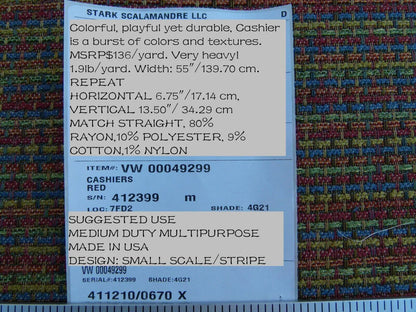 STARK SCALAMANDRE LLC D
Colorful, playful yet durable, Cashier
is a burst of colors and textures.
MSRP$136/yard. Very heavy!
1.9lb/yard. Width: 55"/139.70 cm.
REPEAT
HORIZONTAL 6.75"/ 17.14 cm,
VERTICAL 13.50"/ 34.29 cm
MATCH STRAIGHT, 80%
RAYON,10% POLYESTER, 9%
COTTON,1% NYLON
ITEM#: VW 00049299
CASHIERS
RED
S/N: 412399 m
LOC: 7FD2 SHADE: 4G21
SUGGESTED USE
MEDIUM DUTY MULTIPURPOSE
MADE IN USA
DESIGN: SMALL SCALE/STRIPE
VW 00049299
SERIAL#:412399 SHADE:4G21
411210/0670 X